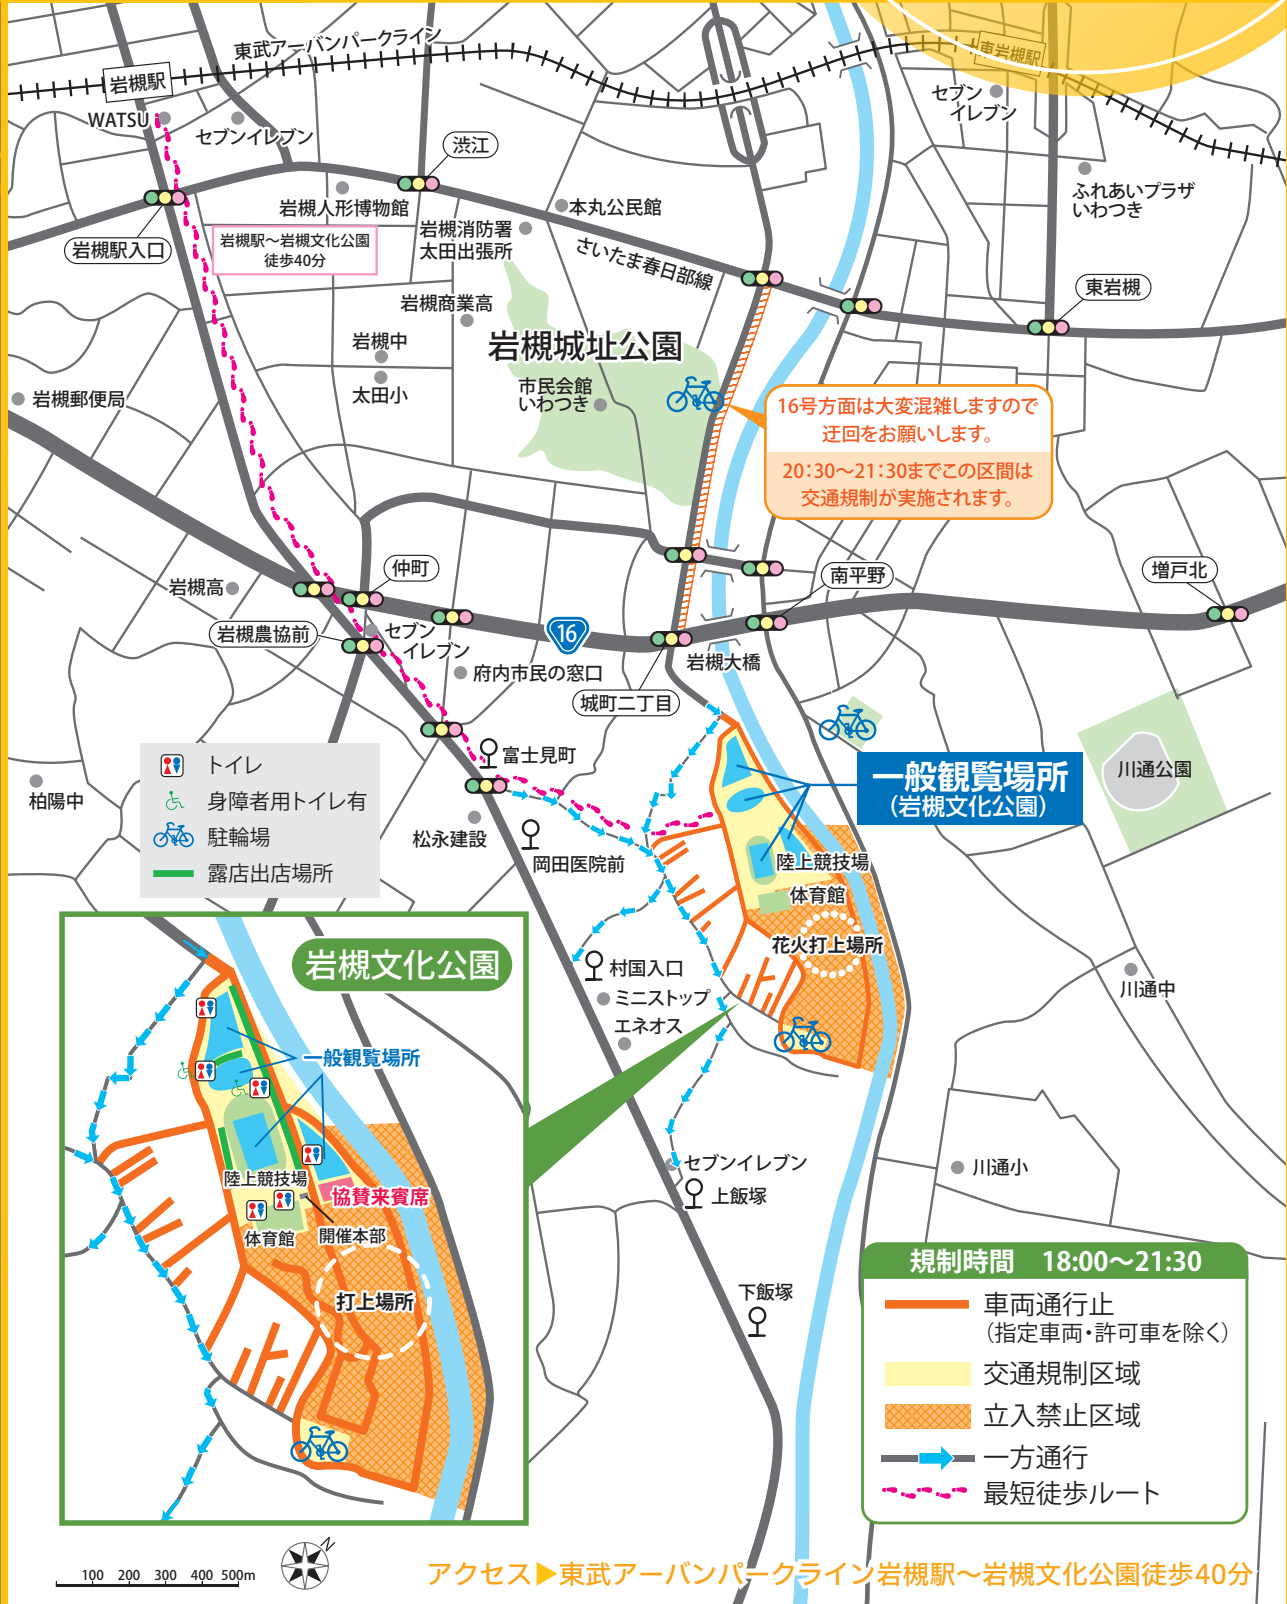 東武アーバンパークライン
岩槻駅
東岩槻駅
WATSU
セブンイレブン
セブン
イレブン
渋江
ふれあいプラザ
いわつき
岩槻人形博物館
本丸公民館
岩槻消防署
太田出張所
岩槻駅入口
岩槻駅〜岩槻文化公園
徒歩40分
さいたま春日部線
東岩槻
岩槻商業高
岩槻城址公園
岩槻中
太田小
市民会館
いわつき
岩槻郵便局
16号方面は大変混雑しますので
迂回をお願いします。
20:30〜21:30までこの区間は
交通規制が実施されます。
岩槻高
仲町
南平野
増戸北
岩槻農協前
セブン
イレブン
16
岩槻大橋
府内市民の窓口
城町二丁目
富士見町
一般観覧場所
(岩槻文化公園)
川通公園
トイレ
身障者用トイレ有
駐輪場
露店出店場所
柏陽中
松永建設
岡田医院前
陸上競技場
体育館
花火打上場所
村国入口
ミニストップ
エネオス
川通中
岩槻文化公園
一般観覧場所
陸上競技場
協賛来賓席
体育館
開催本部
打上場所
セブンイレブン
上飯塚
川通小
下飯塚
規制時間 18:00〜21:30
車両通行止
(指定車両・許可車を除く)
交通規制区域
立入禁止区域
一方通行
最短徒歩ルート
N
100 200 300 400 500m
アクセス▶東武アーバンパークライン岩槻駅〜岩槻文化公園徒歩40分